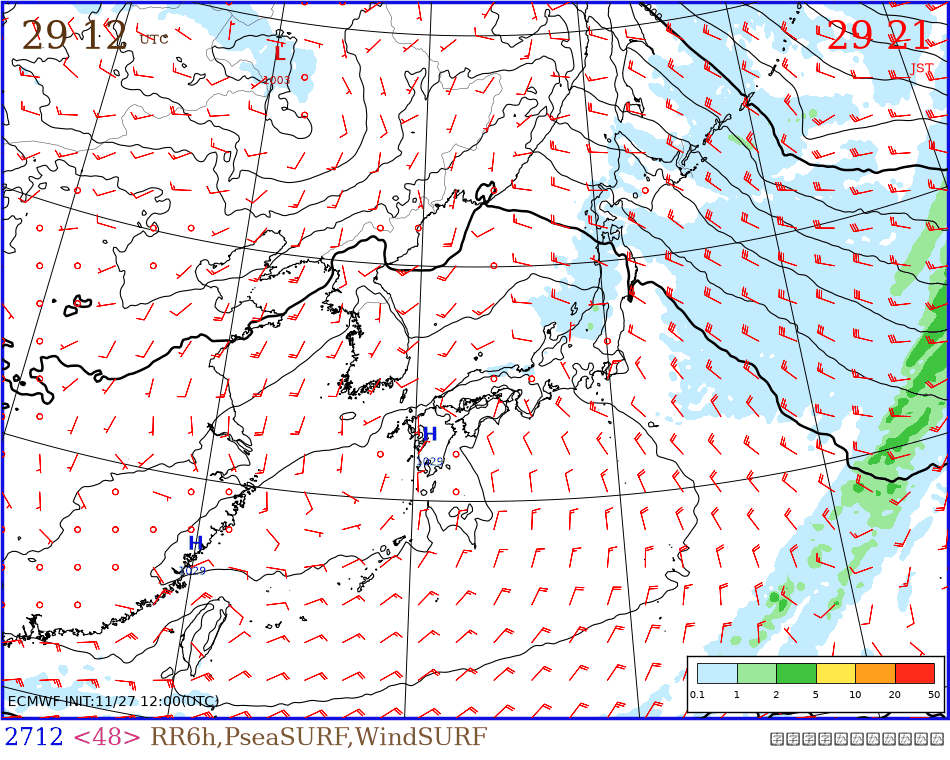 29 12 UTC
29 21 JST
L
1003
1000
H
1029
H
1029
ECMWF INIT:11/27 12:00(UTC)
0.1 1 2 5 10 20 50
2712 <48> RR6h,PseaSURF,WindSURF